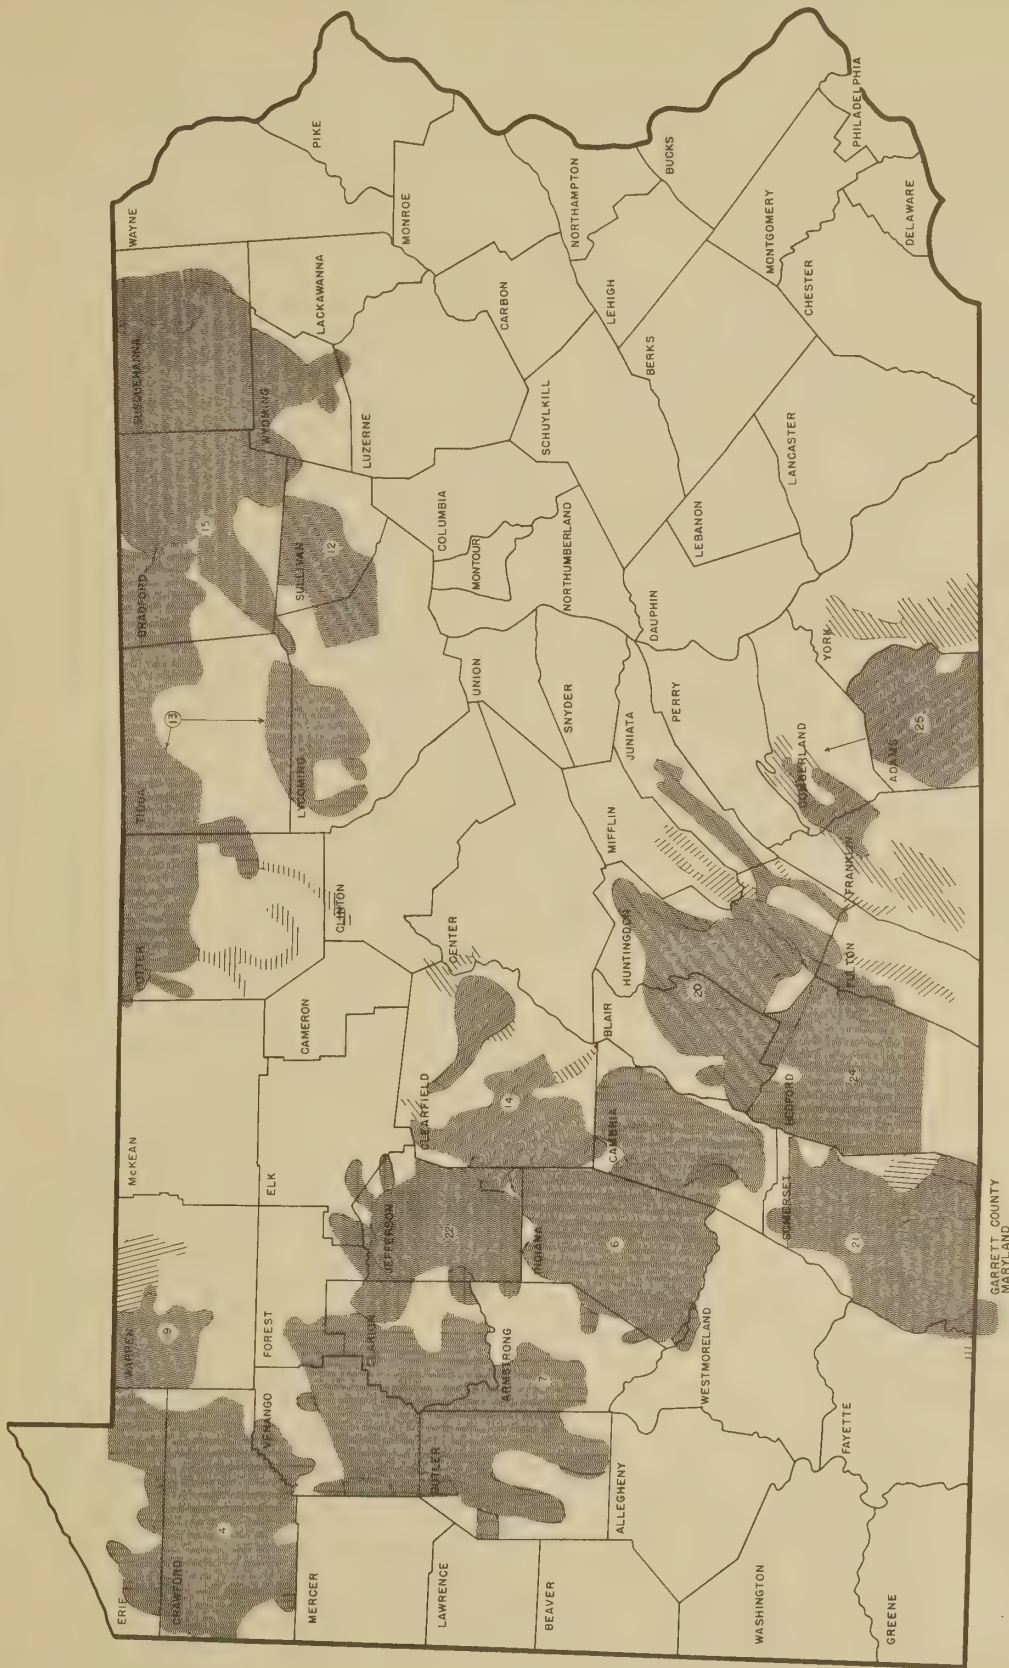 ERIE
CRAWFORD
4
WARREN
9
McKEAN
POTTER
TIOGA
13
BRADFORD
15
SUSQUEHANNA
WAYNE
WYOMING
LACKAWANNA
PIKE
MERCER
VENANGO
FOREST
ELK
CAMERON
CLINTON
LYCOMING
SULLIVAN
12
LUZERNE
MONROE
LAWRENCE
BUTLER
CLARION
JEFFERSON
22
CLEARFIELD
14
CENTER
UNION
MONTOUR
COLUMBIA
CARBON
BEAVER
ARMSTRONG
7
INDIANA
6
CAMBRIA
BLAIR
HUNTINGDON
20
MIFFLIN
SNYDER
JUNIATA
NORTHUMBERLAND
SCHUYLKILL
LEHIGH
NORTHAMPTON
ALLEGHENY
WESTMORELAND
PERRY
DAUPHIN
LEBANON
BERKS
BUCKS
WASHINGTON
FAYETTE
SOMERSET
21
BEDFORD
24
FULTON
FRANKLIN
CUMBERLAND
ADAMS
25
YORK
LANCASTER
CHESTER
MONTGOMERY
PHILADELPHIA
DELAWARE
GREENE
GARRETT COUNTY
MARYLAND